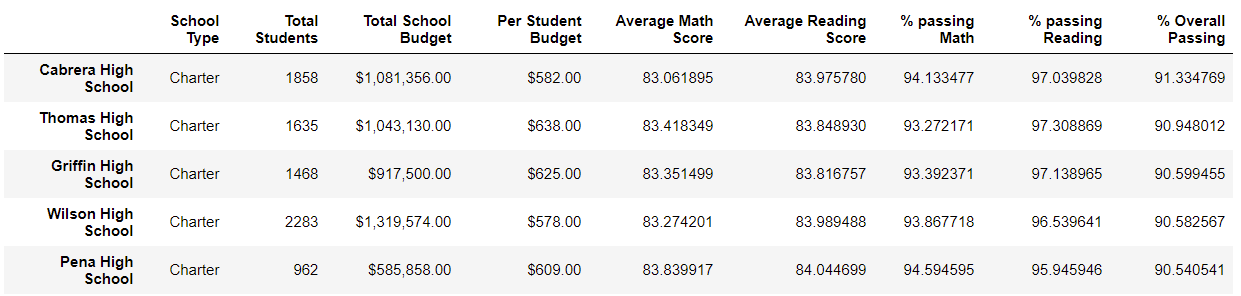 School Type Total Students Total School Budget Per Student Budget Average Math Score Average Reading Score % passing Math % passing Reading % Overall Passing
Cabrera High School Charter 1858 $1,081,356.00 $582.00 83.061895 83.975780 94.133477 97.039828 91.334769
Thomas High School Charter 1635 $1,043,130.00 $638.00 83.418349 83.848930 93.272171 97.308869 90.948012
Griffin High School Charter 1468 $917,500.00 $625.00 83.351499 83.816757 93.392371 97.138965 90.599455
Wilson High School Charter 2283 $1,319,574.00 $578.00 83.274201 83.989488 93.867718 96.539641 90.582567
Pena High School Charter 962 $585,858.00 $609.00 83.839917 84.044699 94.594595 95.945946 90.540541